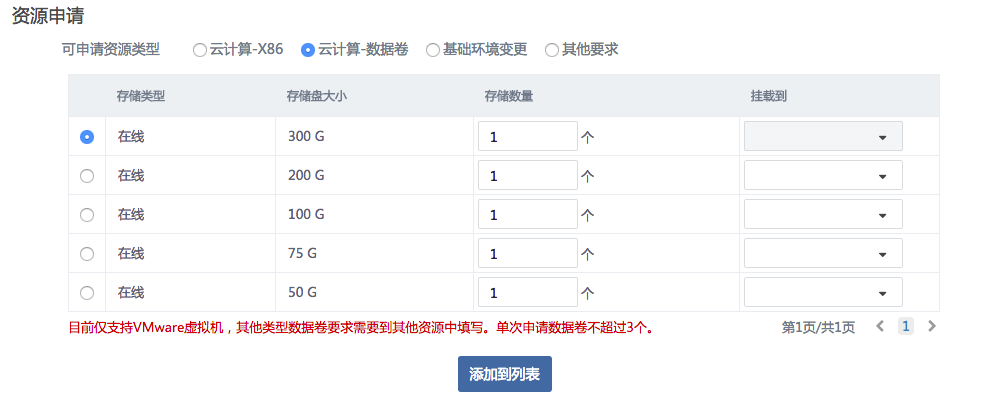 资源申请
可申请资源类型 云计算-X86 云计算-数据卷 基础环境变更 其他要求
存储类型 存储盘大小 存储数量 挂载到
在线 300 G 1 个
在线 200 G 1 个
在线 100 G 1 个
在线 75 G 1 个
在线 50 G 1 个
目前仅支持VMware虚拟机，其他类型数据卷要求需要到其他资源中填写。单次申请数据卷不超过3个。 第1页/共1页 1
添加到列表